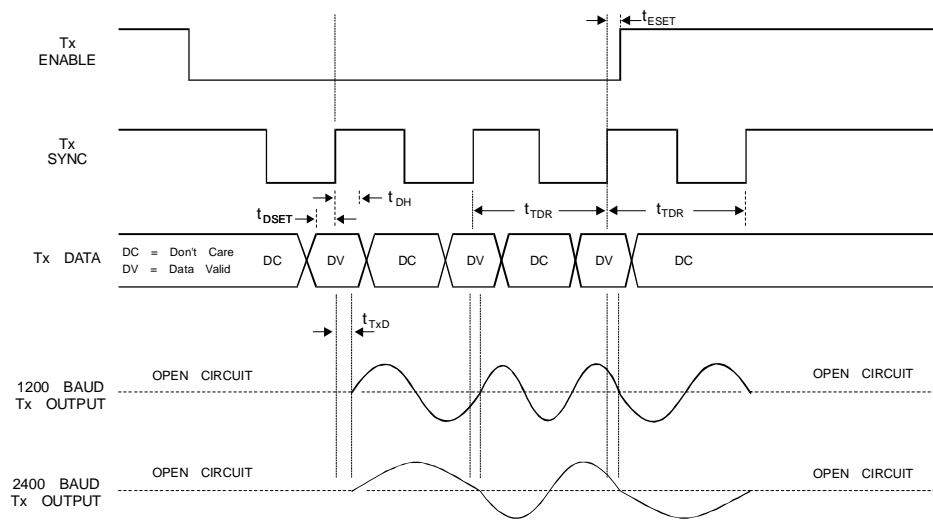 tESET
Tx
ENABLE
Tx
SYNC
tDH
tDSET
tTDR
tTDR
Tx DATA
DC = Don't Care
DV = Data Valid
DC
DV
DC
DV
DC
DV
DC
tTxD
1200 BAUD
Tx OUTPUT
OPEN CIRCUIT
OPEN CIRCUIT
2400 BAUD
Tx OUTPUT
OPEN CIRCUIT
OPEN CIRCUIT